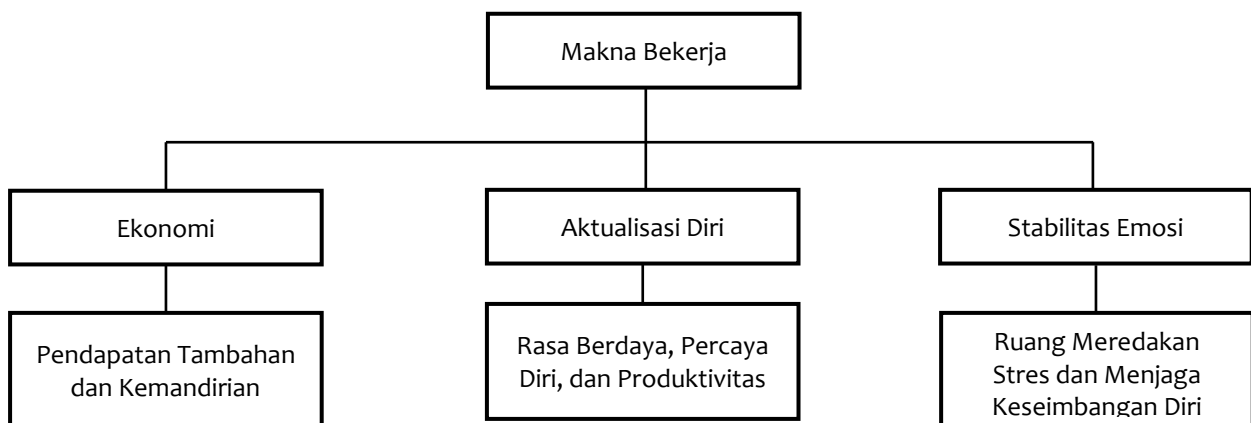 Makna Bekerja
Ekonomi
Aktualisasi Diri
Stabilitas Emosi
Pendapatan Tambahan
dan Kemandirian
Rasa Berdaya, Percaya
Diri, dan Produktivitas
Ruang Meredakan
Stres dan Menjaga
Keseimbangan Diri